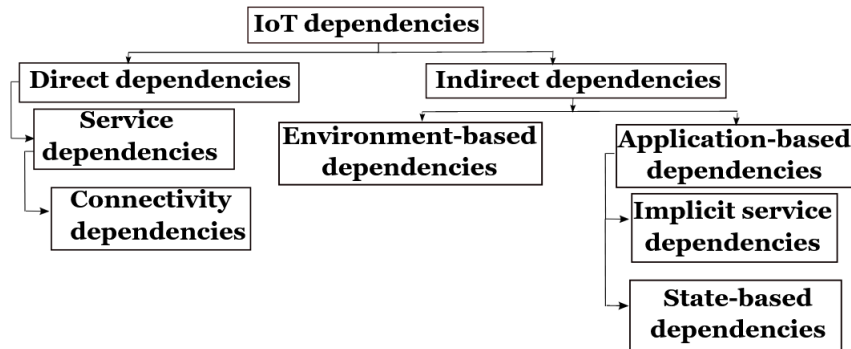 IoT dependencies
Direct dependencies
Indirect dependencies
Service
dependencies
Connectivity
dependencies
Environment-based
dependencies
Application-based
dependencies
Implicit service
dependencies
State-based
dependencies